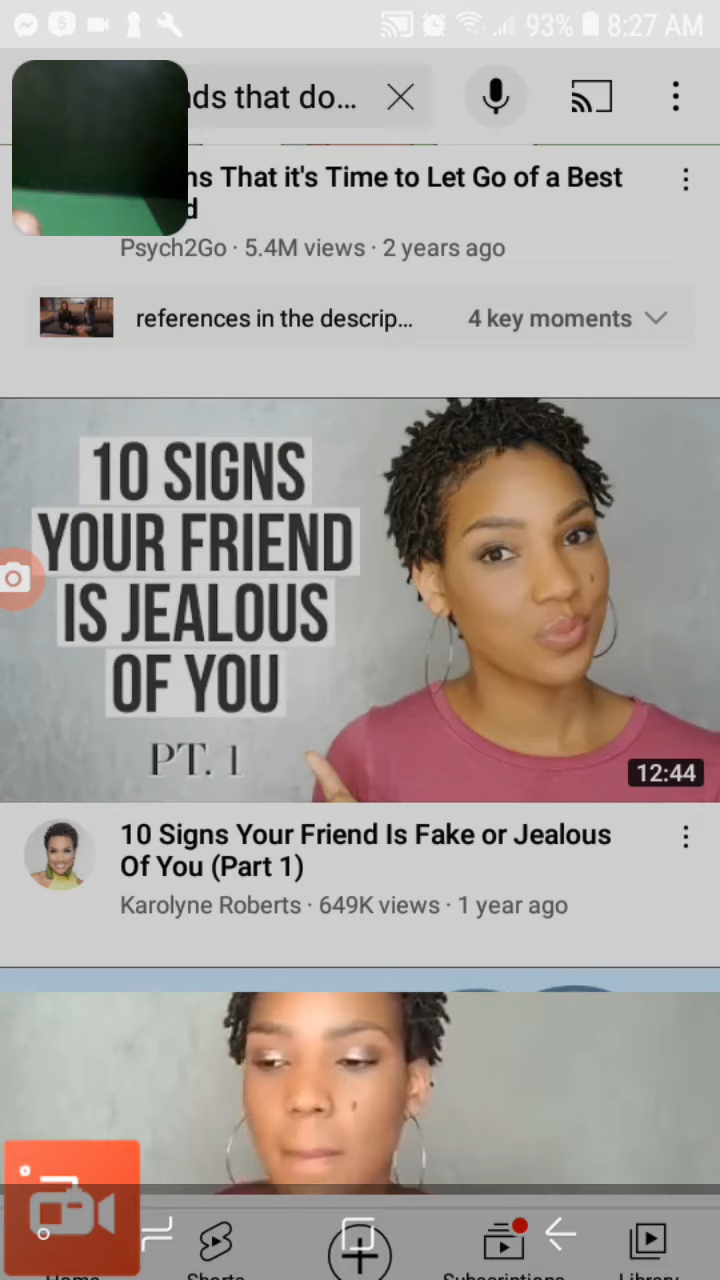 93% 8:27 AM
nds that do...
ns That it's Time to Let Go of a Best
d
Psych2Go · 5.4M views · 2 years ago
references in the descrip...
4 key moments
10 SIGNS
YOUR FRIEND
IS JEALOUS
OF YOU
PT. 1
12:44
10 Signs Your Friend Is Fake or Jealous
Of You (Part 1)
Karolyne Roberts · 649K views · 1 year ago
Home
Shorts
Subscriptions
Library